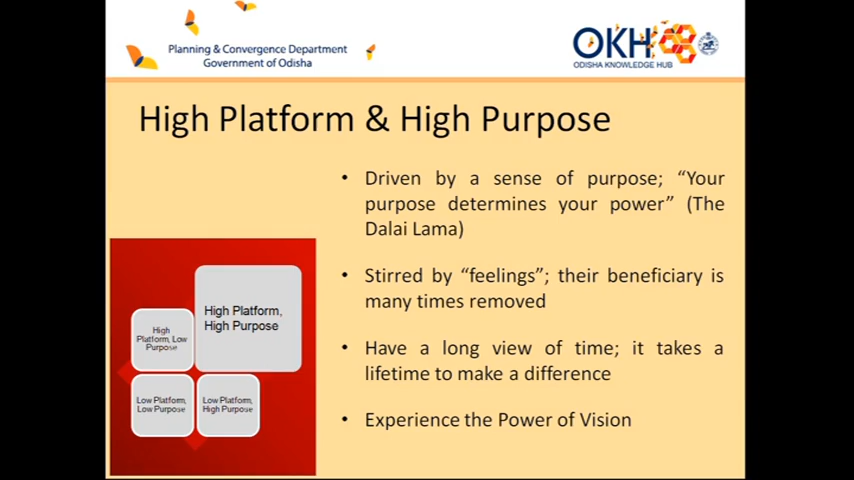 Planning & Convergence Department
Government of Odisha
OKH
ODISHA KNOWLEDGE HUB
High Platform & High Purpose
• Driven by a sense of purpose; “Your
purpose determines your power” (The
Dalai Lama)
• Stirred by “feelings”; their beneficiary is
many times removed
• Have a long view of time; it takes a
lifetime to make a difference
• Experience the Power of Vision
High Platform,
High Purpose
High
Platform, Low
Purpose
Low Platform,
Low Purpose
Low Platform,
High Purpose